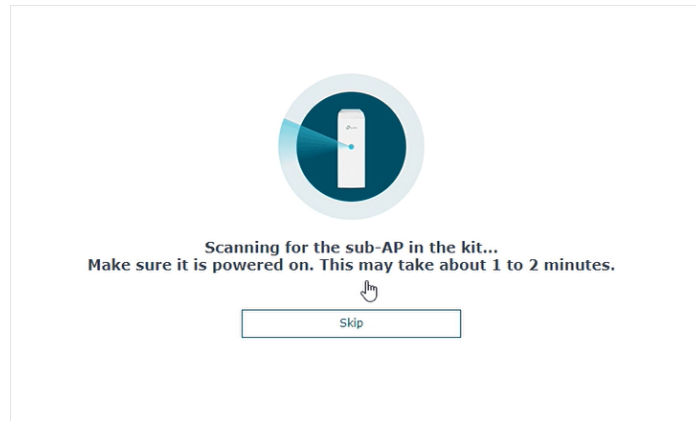 Scanning for the sub-AP in the kit...
Make sure it is powered on. This may take about 1 to 2 minutes.
Skip